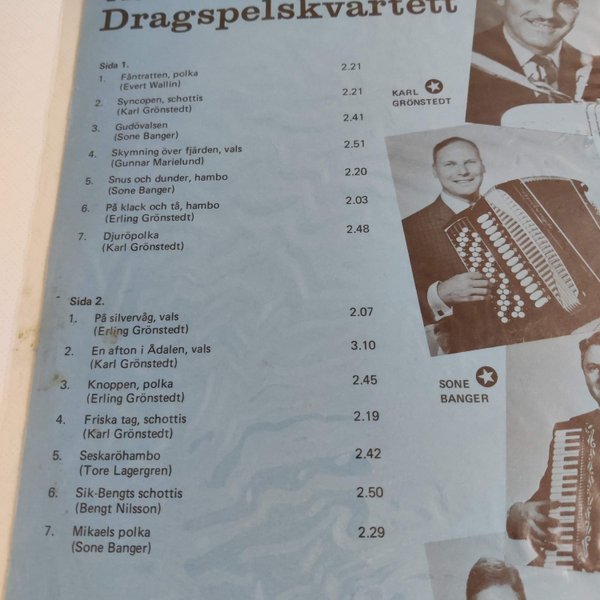 Dragspelskvartett
Sida 1.
1. Fåntratten, polka 2.21
(Evert Wallin)
2. Syncopen, schottis 2.21
(Karl Grönstedt)
3. Gudövalsen 2.41
(Sone Banger)
4. Skymning över fjärden, vals 2.51
(Gunnar Marielund)
5. Snus och dunder, hambo 2.20
(Sone Banger)
6. På klack och tå, hambo 2.03
(Erling Grönstedt)
7. Djuröpolka 2.48
(Karl Grönstedt)
Sida 2.
1. På silvervåg, vals 2.07
(Erling Grönstedt)
2. En afton i Ådalen, vals 3.10
(Karl Grönstedt)
3. Knoppen, polka 2.45
(Erling Grönstedt)
4. Friska tag, schottis 2.19
(Karl Grönstedt)
5. Seskaröhambo 2.42
(Tore Lagergren)
6. Sik-Bengts schottis 2.50
(Bengt Nilsson)
7. Mikaels polka 2.29
(Sone Banger)
KARL
GRÖNSTEDT
SONE
BANGER